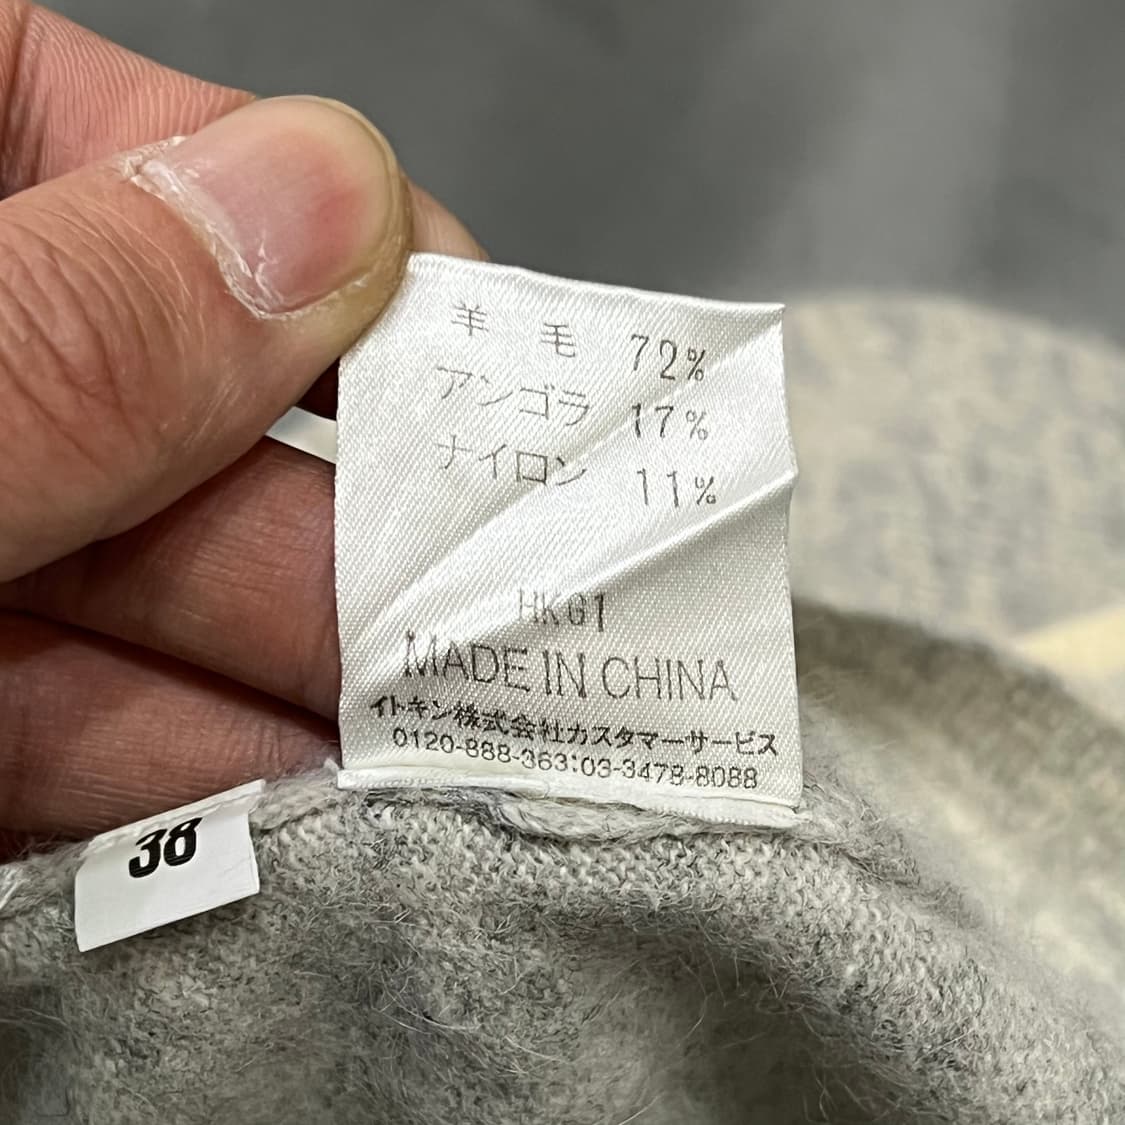 羊毛 72%
アンゴラ 17%
ナイロン 11%
HKG1
MADE IN CHINA
イトキン株式会社カスタマーサービス
0120-888-363:03-3478-8088
38